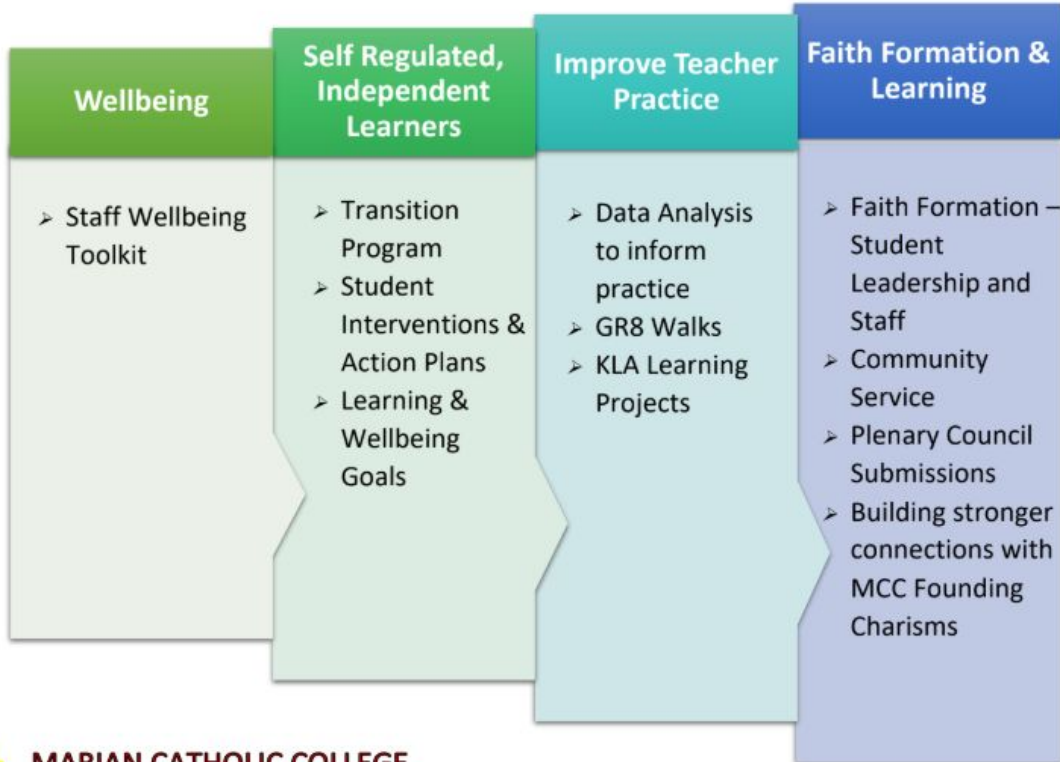 Wellbeing
➢ Staff Wellbeing
Toolkit
Self Regulated,
Independent
Learners
➢ Transition
Program
➢ Student
Interventions &
Action Plans
➢ Learning &
Wellbeing
Goals
Improve Teacher
Practice
➢ Data Analysis
to inform
practice
➢ GR8 Walks
➢ KLA Learning
Projects
Faith Formation &
Learning
➢ Faith Formation –
Student
Leadership and
Staff
➢ Community
Service
➢ Plenary Council
Submissions
➢ Building stronger
connections with
MCC Founding
Charisms
MARIAN CATHOLIC COLLEGE